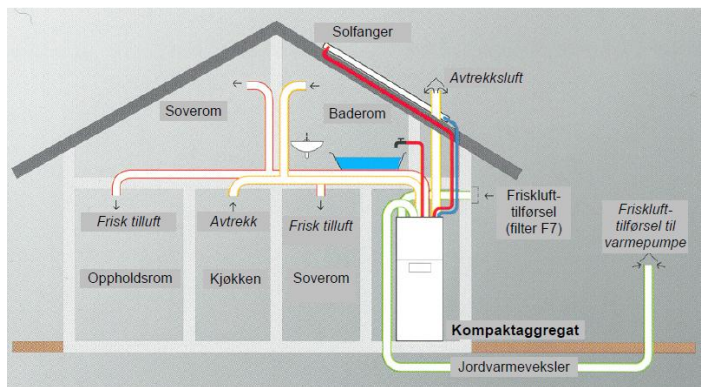 Solfanger
Avtrekksluft
Soverom
Baderom
Frisk tilluft
Avtrekk
Frisk tilluft
Friskluft-
tilførsel
(filter F7)
Friskluft-
tilførsel til
varmepumpe
Oppholdsrom
Kjøkken
Soverom
Kompaktaggregat
Jordvarmeveksler